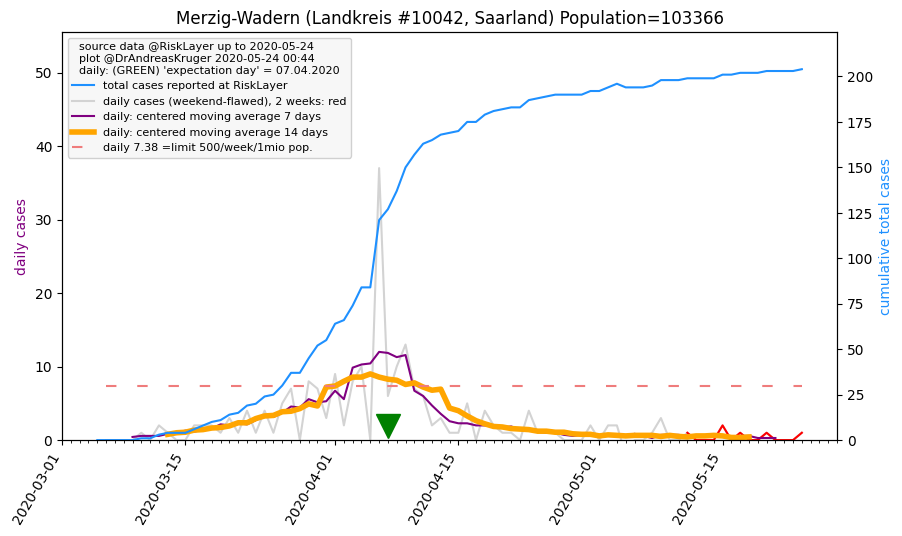 Merzig-Wadern (Landkreis #10042, Saarland) Population=103366
source data @RiskLayer up to 2020-05-24
plot @DrAndreasKruger 2020-05-24 00:44
daily: (GREEN) 'expectation day' = 07.04.2020
total cases reported at RiskLayer
daily cases (weekend-flawed), 2 weeks: red
daily: centered moving average 7 days
daily: centered moving average 14 days
daily 7.38 =limit 500/week/1mio pop.
daily cases
50
40
30
20
10
0
cumulative total cases
200
175
150
125
100
75
50
25
0
2020-03-01
2020-03-15
2020-04-01
2020-04-15
2020-05-01
2020-05-15